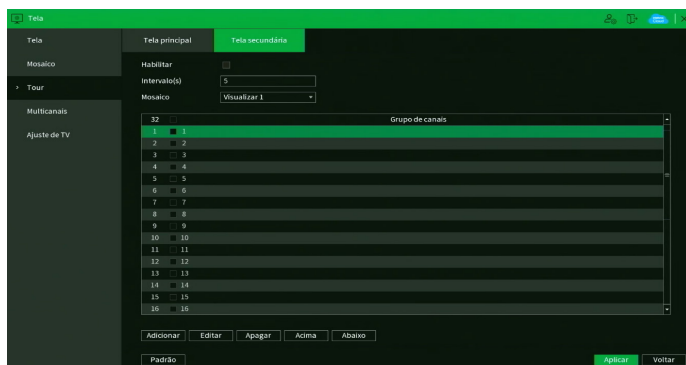 Tela
Tela
Mosaico
Tour
Multicanais
Ajuste de TV
Tela principal
Tela secundária
Habilitar
Intervalo(s) 5
Mosaico Visualizar 1
32 Grupo de canais
1 1
2 2
3 3
4 4
5 5
6 6
7 7
8 8
9 9
10 10
11 11
12 12
13 13
14 14
15 15
16 16
Adicionar Editar Apagar Acima Abaixo
Padrão Aplicar Voltar